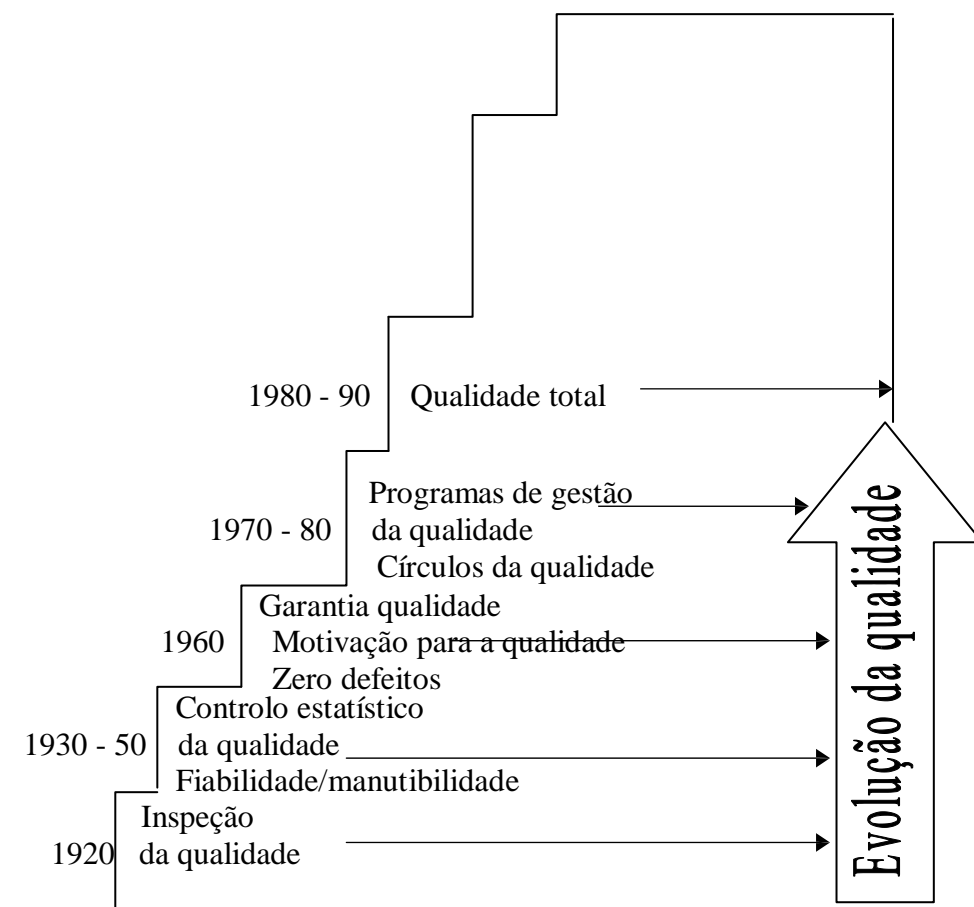 1980 - 90 Qualidade total
Programas de gestão
1970 - 80 da qualidade
Círculos da qualidade
Garantia qualidade
1960 Motivação para a qualidade
Zero defeitos
Controlo estatístico
1930 - 50 da qualidade
Fiabilidade/manutibilidade
Inspeção
1920 da qualidade
Evolução da qualidade